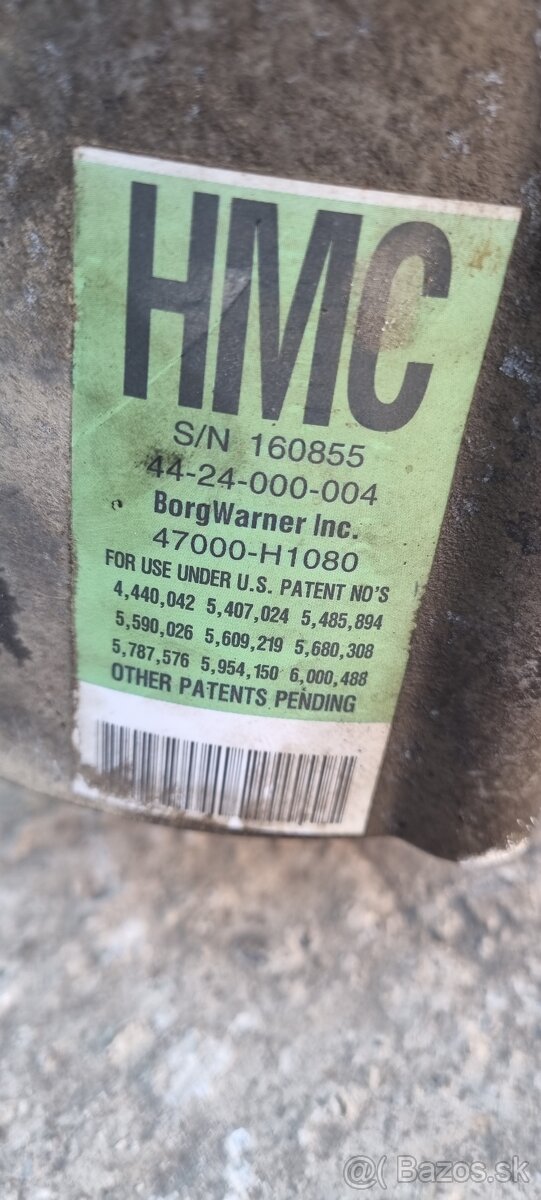 HMC
S/N 160855
44-24-000-004
BorgWarner Inc.
47000-H1080
FOR USE UNDER U.S. PATENT NO'S
4,440,042 5,407,024 5,485,894
5,590,026 5,609,219 5,680,308
5,787,576 5,954,150 6,000,488
OTHER PATENTS PENDING
Bazos.sk